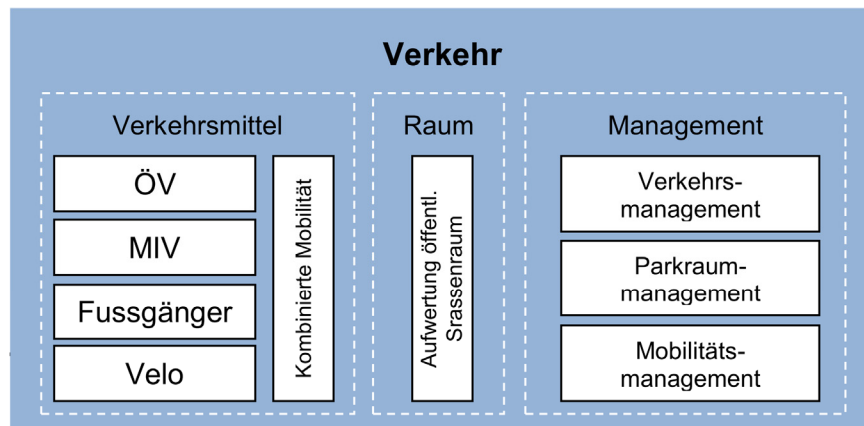 Verkehr
Verkehrsmittel
ÖV
MIV
Fussgänger
Velo
Kombinierte Mobilität
Raum
Aufwertung öffentl.
Srassenraum
Management
Verkehrs-
management
Parkraum-
management
Mobilitäts-
management